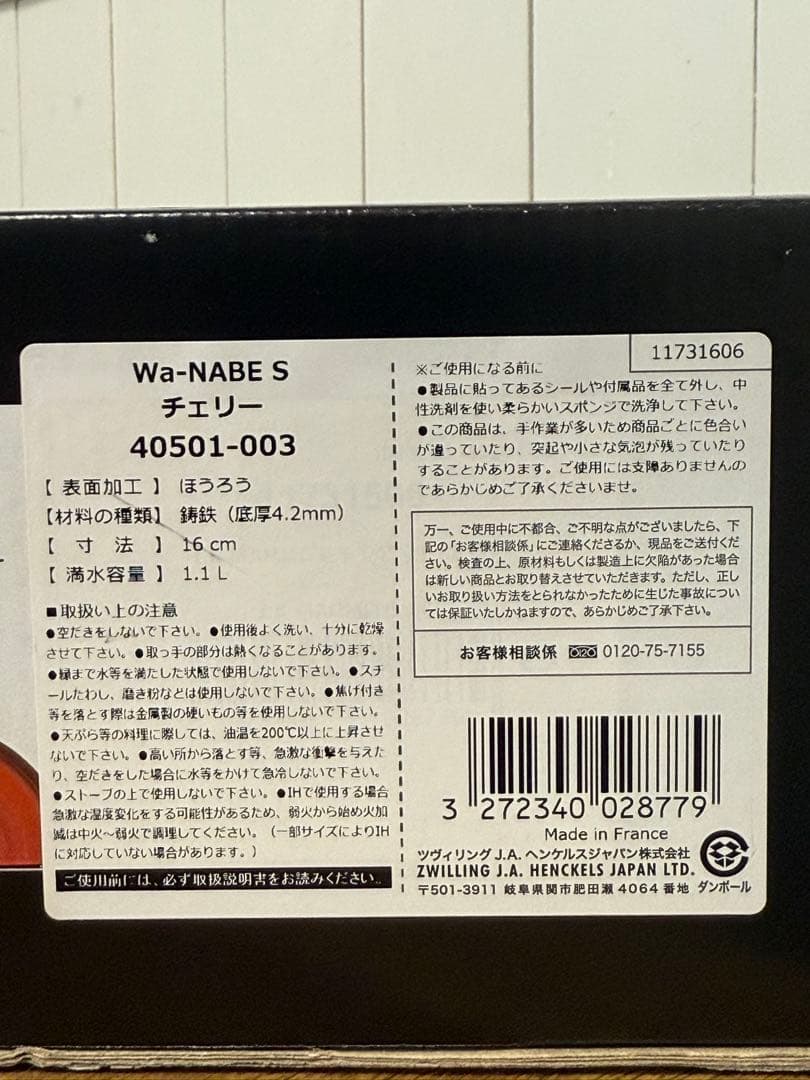 Wa-NABE S
チェリー
40501-003
【 表面加工 】 ほうろう
【材料の種類】 鋳鉄（底厚4.2mm）
【 寸 法 】 16 cm
【 満水容量 】 1.1 L
■取扱い上の注意
●空だきをしないで下さい。●使用後よく洗い、十分に乾燥
させて下さい。●取っ手の部分は熱くなることがあります。
●縁まで水等を満たした状態で使用しないで下さい。●スチ
ールたわし、磨き粉などは使用しないで下さい。●焦げ付き
等を落とす際は金属製の硬いもの等を使用しないで下さい。
●天ぷら等の料理に際しては、油温を200℃以上に上昇させ
ないで下さい。●高い所から落とす等、急激な衝撃を与えた
り、空だきをした場合に水等をかけて急冷しないで下さい。
●ストーブの上で使用しないで下さい。●IHで使用する場合
急激な温度変化をする可能性があるため、弱火から始め火加
減は中火～弱火で調理してください。（一部サイズによりIH
に対応していない場合があります。）
ご使用前には、必ず取扱説明書をお読みください。
11731606
※ご使用になる前に
●製品に貼ってあるシールや付属品を全て外し、中
性洗剤を使い柔らかいスポンジで洗浄して下さい。
●この商品は、手作業が多いため商品ごとに色合い
が違っていたり、突起や小さな気泡が残っていたり
することがあります。ご使用には支障ありませんの
であらかじめご了承くださいませ。
万一、ご使用中に不都合、ご不明な点がございましたら、下
記の「お客様相談係」にご連絡くださるか、現品をご送付くださ
い。検査の上、原材料もしくは製造上に欠陥があった場合
は新しい商品とお取り替えさせていただきます。ただし、正し
いお取り扱い方法をとられなかったために生じた事故につい
ては保証いたしかねますので、あらかじめご了承下さい。
お客様相談係 0120-75-7155
3 272340 028779
Made in France
ツヴィリング J.A. ヘンケルスジャパン株式会社
ZWILLING J.A. HENCKELS JAPAN LTD.
〒501-3911 岐阜県関市肥田瀬 4064 番地
ダンボール